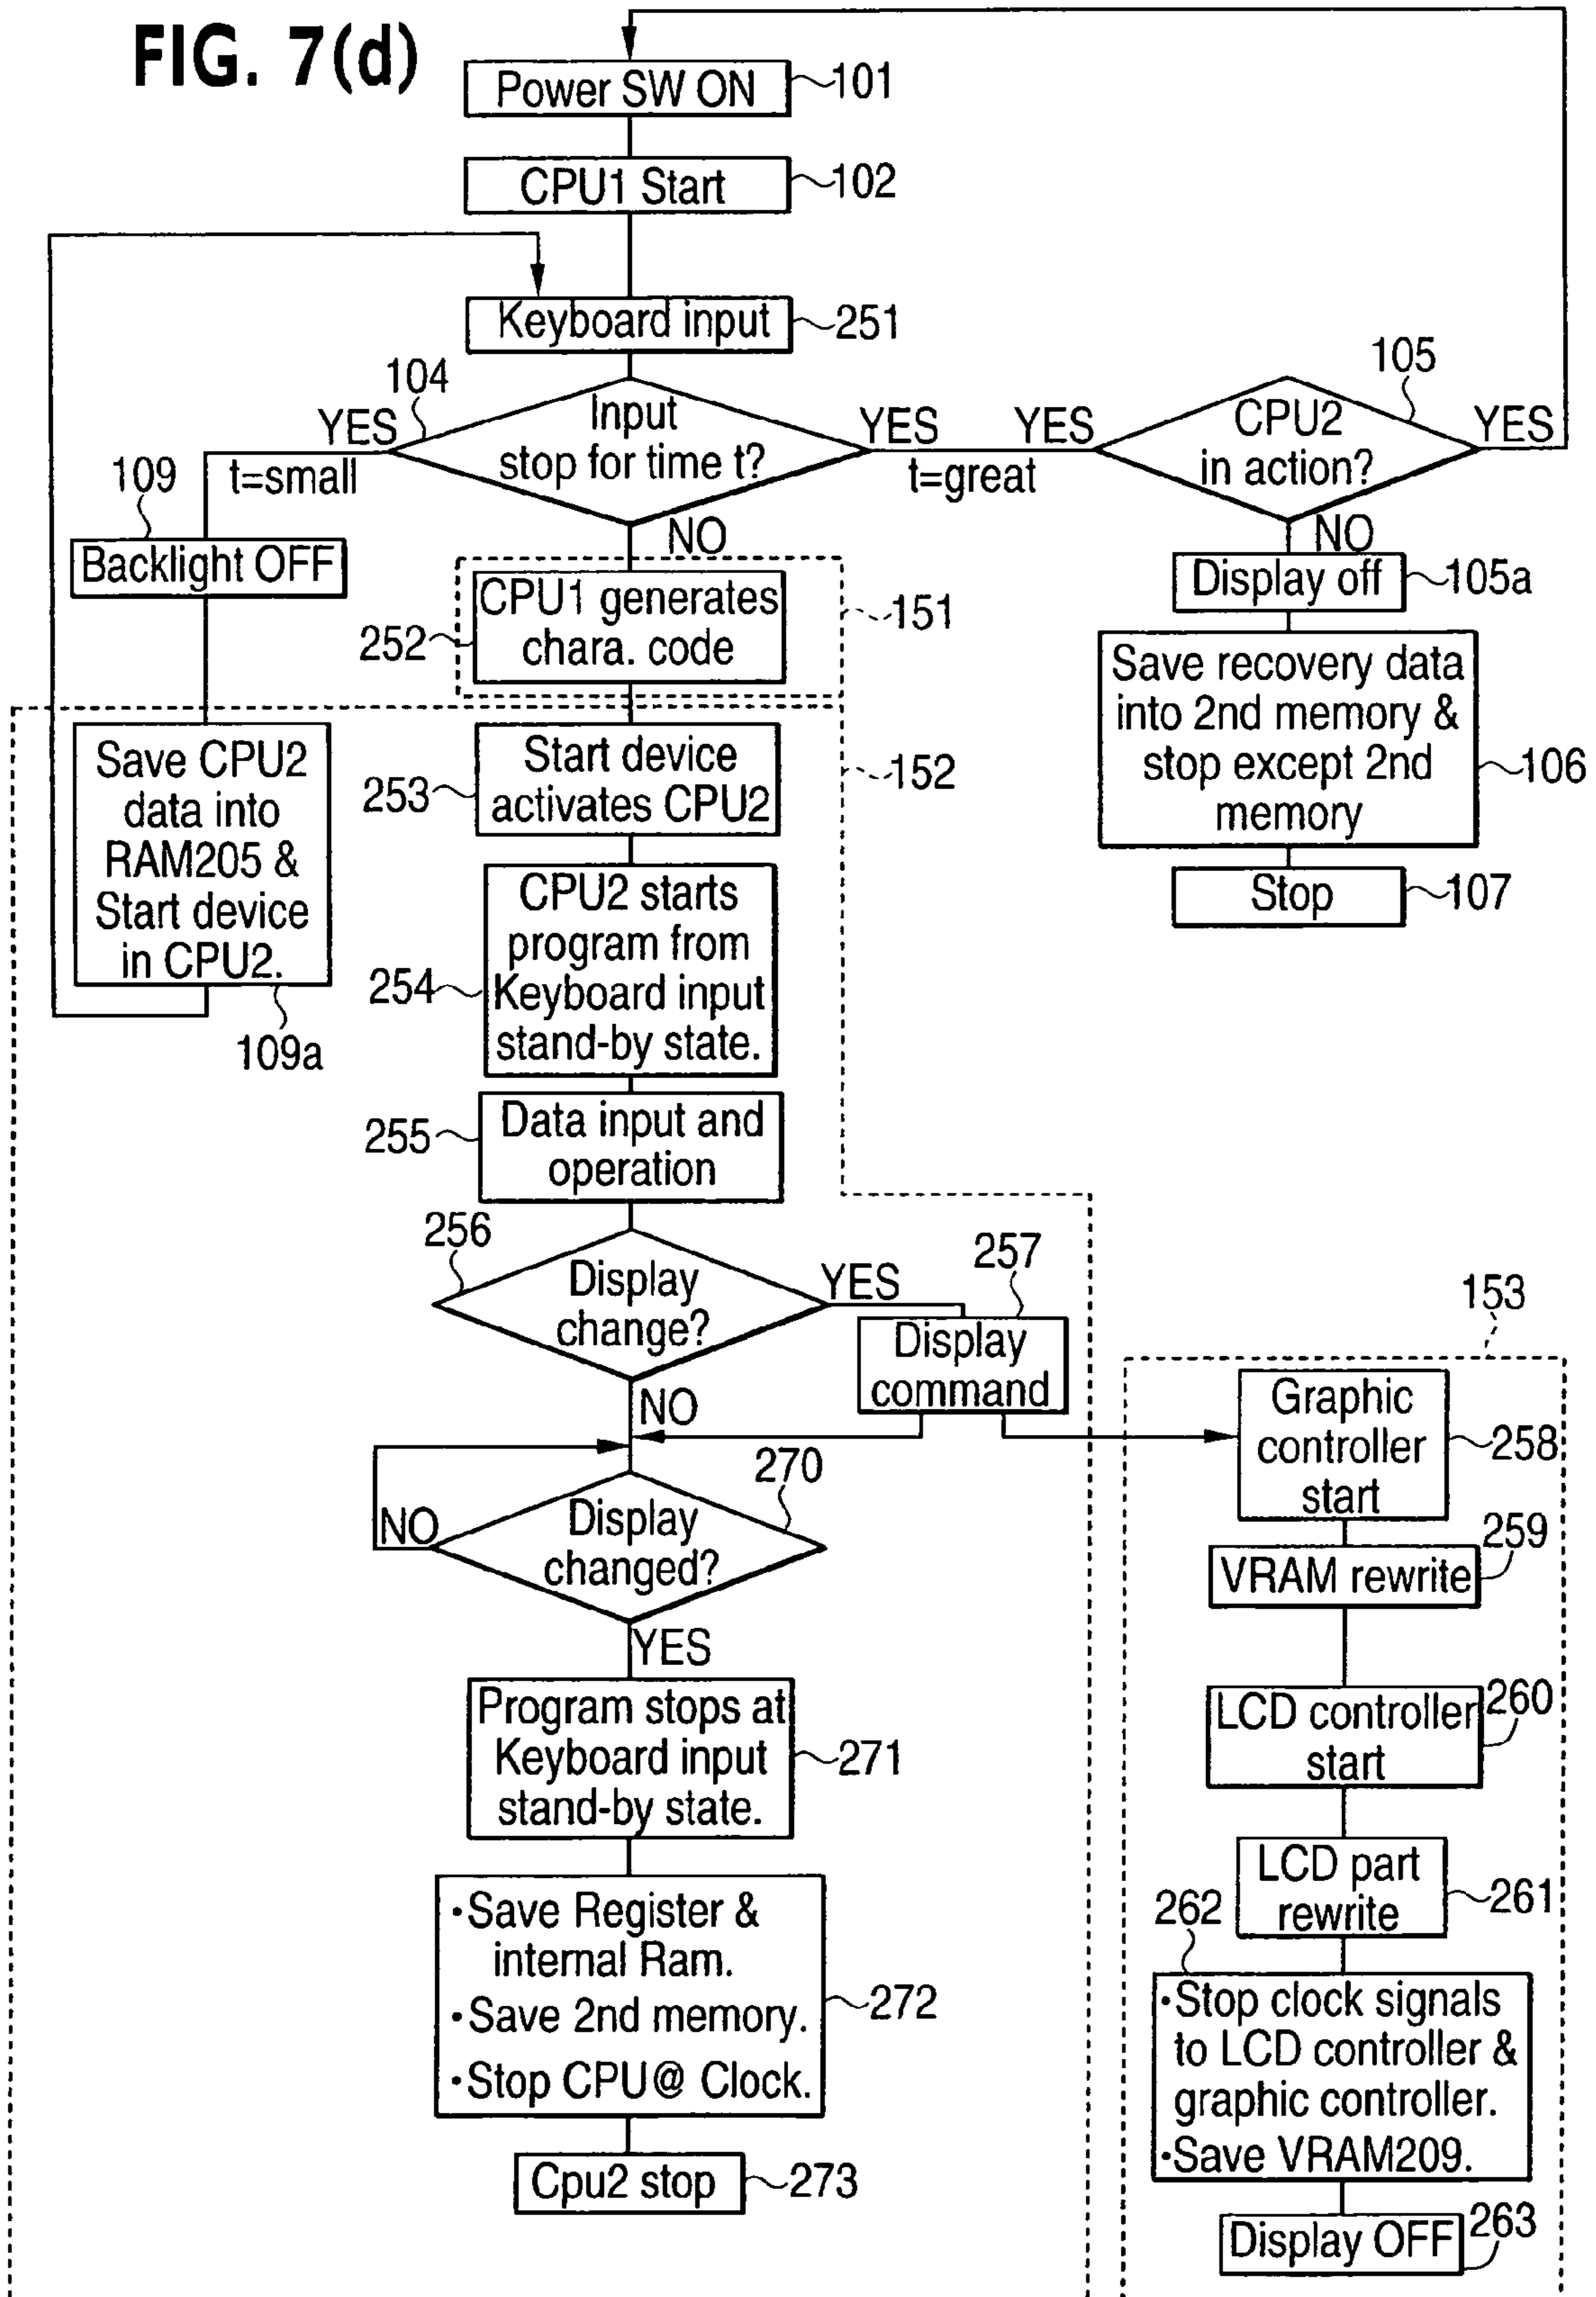 FIG. 7(d)
Power SW ON
101
CPU1 Start
102
Keyboard input
251
104
Input
stop for time t?
YES
t=small
YES
t=great
NO
105
YES
CPU2
in action?
YES
NO
109
Backlight OFF
Display off
105a
CPU1 generates
chara. code
252
151
Save recovery data
into 2nd memory &
stop except 2nd
memory
106
Stop
107
Save CPU2
data into
RAM205 &
Start device
in CPU2.
109a
Start device
activates CPU2
253
152
CPU2 starts
program from
Keyboard input
stand-by state.
254
Data input and
operation
255
256
Display
change?
YES
NO
257
Display
command
153
Graphic
controller
start
258
270
Display
changed?
NO
YES
VRAM rewrite
259
Program stops at
Keyboard input
stand-by state.
271
LCD controller
start
260
LCD part
rewrite
261
•Save Register &
internal Ram.
•Save 2nd memory.
•Stop CPU@ Clock.
272
262
•Stop clock signals
to LCD controller &
graphic controller.
•Save VRAM209.
Cpu2 stop
273
Display OFF
263